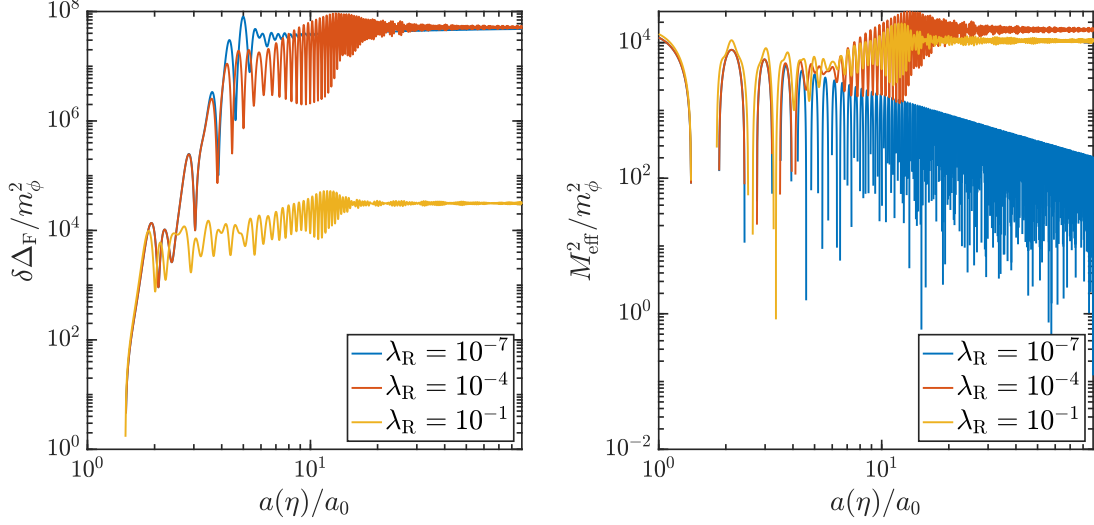 10^8
10^6
10^4
10^2
10^0
δΔ_F/m_ϕ^2
λ_R = 10^{-7}
λ_R = 10^{-4}
λ_R = 10^{-1}
10^0
10^1
a(η)/a_0
10^4
10^2
10^0
10^{-2}
M_eff^2/m_ϕ^2
λ_R = 10^{-7}
λ_R = 10^{-4}
λ_R = 10^{-1}
10^0
10^1
a(η)/a_0